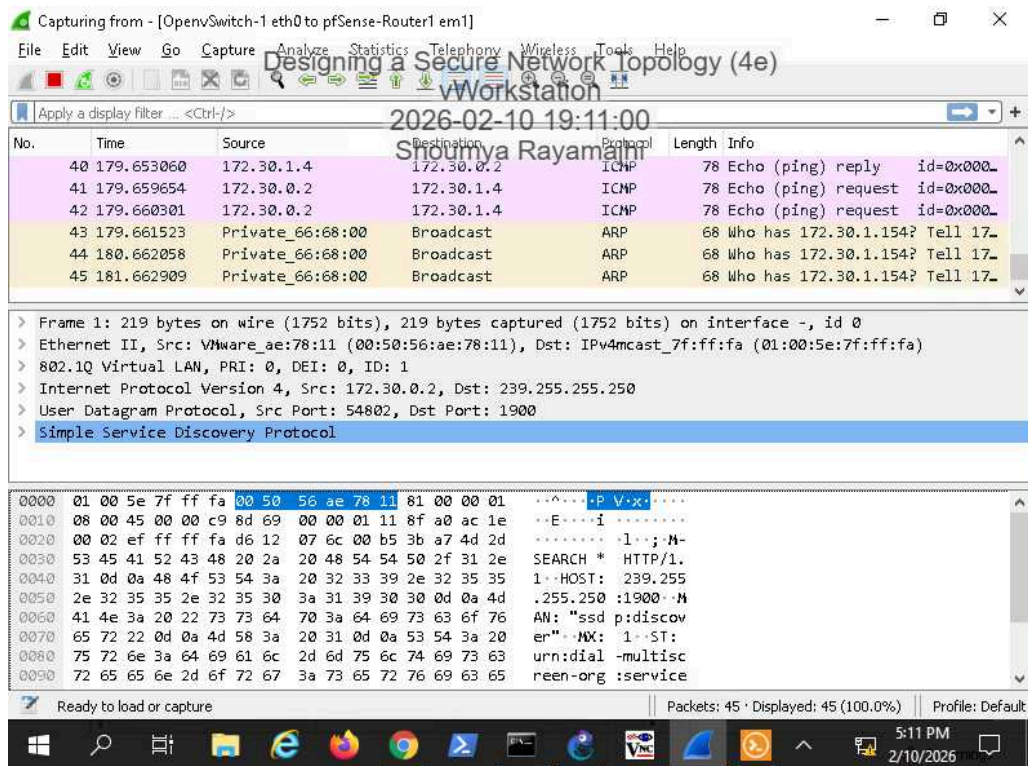 Capturing from - [OpenvSwitch-1 eth0 to pfSense-Router1 em1]
File Edit View Go Capture Analyze Statistics Telephony Wireless Tools Help
Designing a Secure Network Topology (4e)
vWorkstation
2026-02-10 19:11:00
Shoumya Rayamajhi
Apply a display filter ... <Ctrl-/>
No. Time Source Destination Protocol Length Info
40 179.653060 172.30.1.4 172.30.0.2 ICMP 78 Echo (ping) reply id=0x000…
41 179.659654 172.30.0.2 172.30.1.4 ICMP 78 Echo (ping) request id=0x000…
42 179.660301 172.30.0.2 172.30.1.4 ICMP 78 Echo (ping) request id=0x000…
43 179.661523 Private_66:68:00 Broadcast ARP 68 Who has 172.30.1.154? Tell 17…
44 180.662058 Private_66:68:00 Broadcast ARP 68 Who has 172.30.1.154? Tell 17…
45 181.662909 Private_66:68:00 Broadcast ARP 68 Who has 172.30.1.154? Tell 17…
Frame 1: 219 bytes on wire (1752 bits), 219 bytes captured (1752 bits) on interface -, id 0
Ethernet II, Src: VMware_ae:78:11 (00:50:56:ae:78:11), Dst: IPv4mcast_7f:ff:fa (01:00:5e:7f:ff:fa)
802.1Q Virtual LAN, PRI: 0, DEI: 0, ID: 1
Internet Protocol Version 4, Src: 172.30.0.2, Dst: 239.255.255.250
User Datagram Protocol, Src Port: 54802, Dst Port: 1900
Simple Service Discovery Protocol
0000 01 00 5e 7f ff fa 00 50 56 ae 78 11 81 00 00 01 ··^····P V·x·····
0010 08 00 45 00 00 c9 8d 69 00 00 01 11 8f a0 ac 1e ··E····i ········
0020 00 02 ef ff ff fa d6 12 07 6c 00 b5 3b a7 4d 2d ········ ·l··;·M-
0030 53 45 41 52 43 48 20 2a 20 48 54 54 50 2f 31 2e SEARCH * HTTP/1.
0040 31 0d 0a 48 4f 53 54 3a 20 32 33 39 2e 32 35 35 1··HOST: 239.255
0050 2e 32 35 35 2e 32 35 30 3a 31 39 30 30 0d 0a 4d .255.250 :1900··M
0060 41 4e 3a 20 22 73 73 64 70 3a 64 69 73 63 6f 76 AN: "ssd p:discov
0070 65 72 22 0d 0a 4d 58 3a 20 31 0d 0a 53 54 3a 20 er"··MX: 1··ST:
0080 75 72 6e 3a 64 69 61 6c 2d 6d 75 6c 74 69 73 63 urn:dial -multisc
0090 72 65 65 6e 2d 6f 72 67 3a 73 65 72 76 69 63 65 reen-org :service
Ready to load or capture Packets: 45 · Displayed: 45 (100.0%) Profile: Default
5:11 PM
2/10/2026